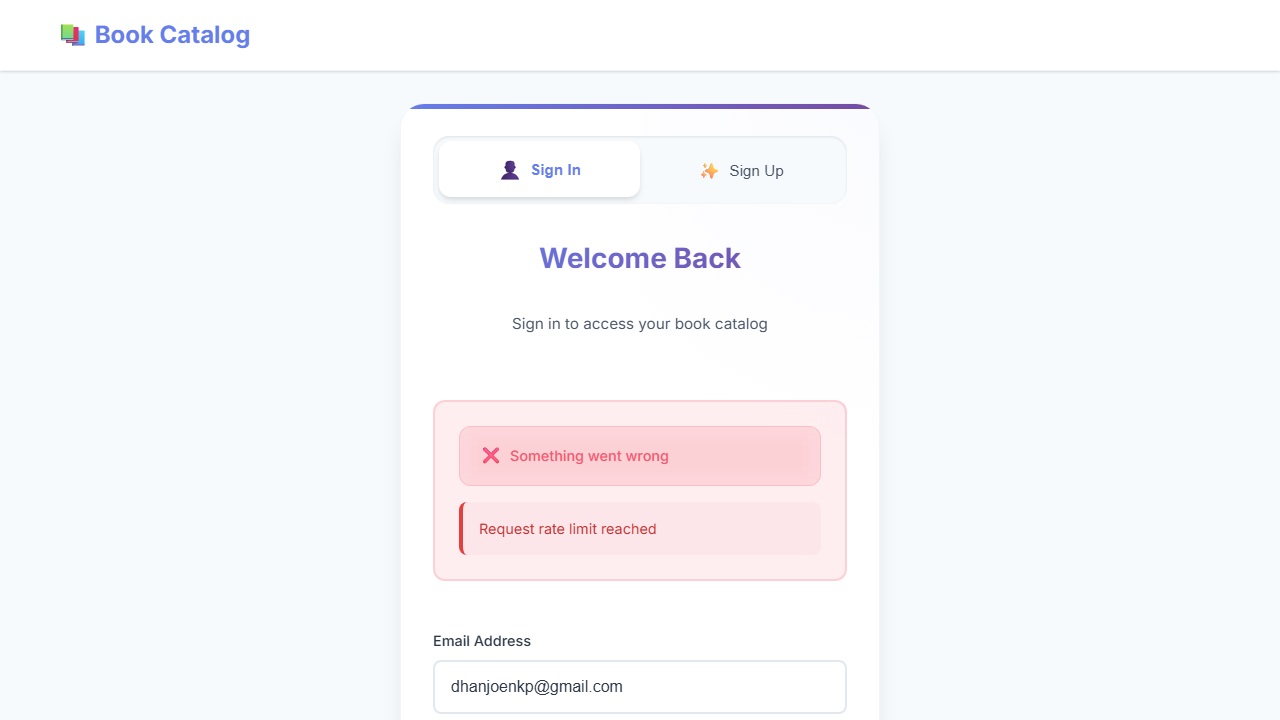 Book Catalog
Sign In
Sign Up
Welcome Back
Sign in to access your book catalog
Something went wrong
Request rate limit reached
Email Address
dhanjoenkp@gmail.com